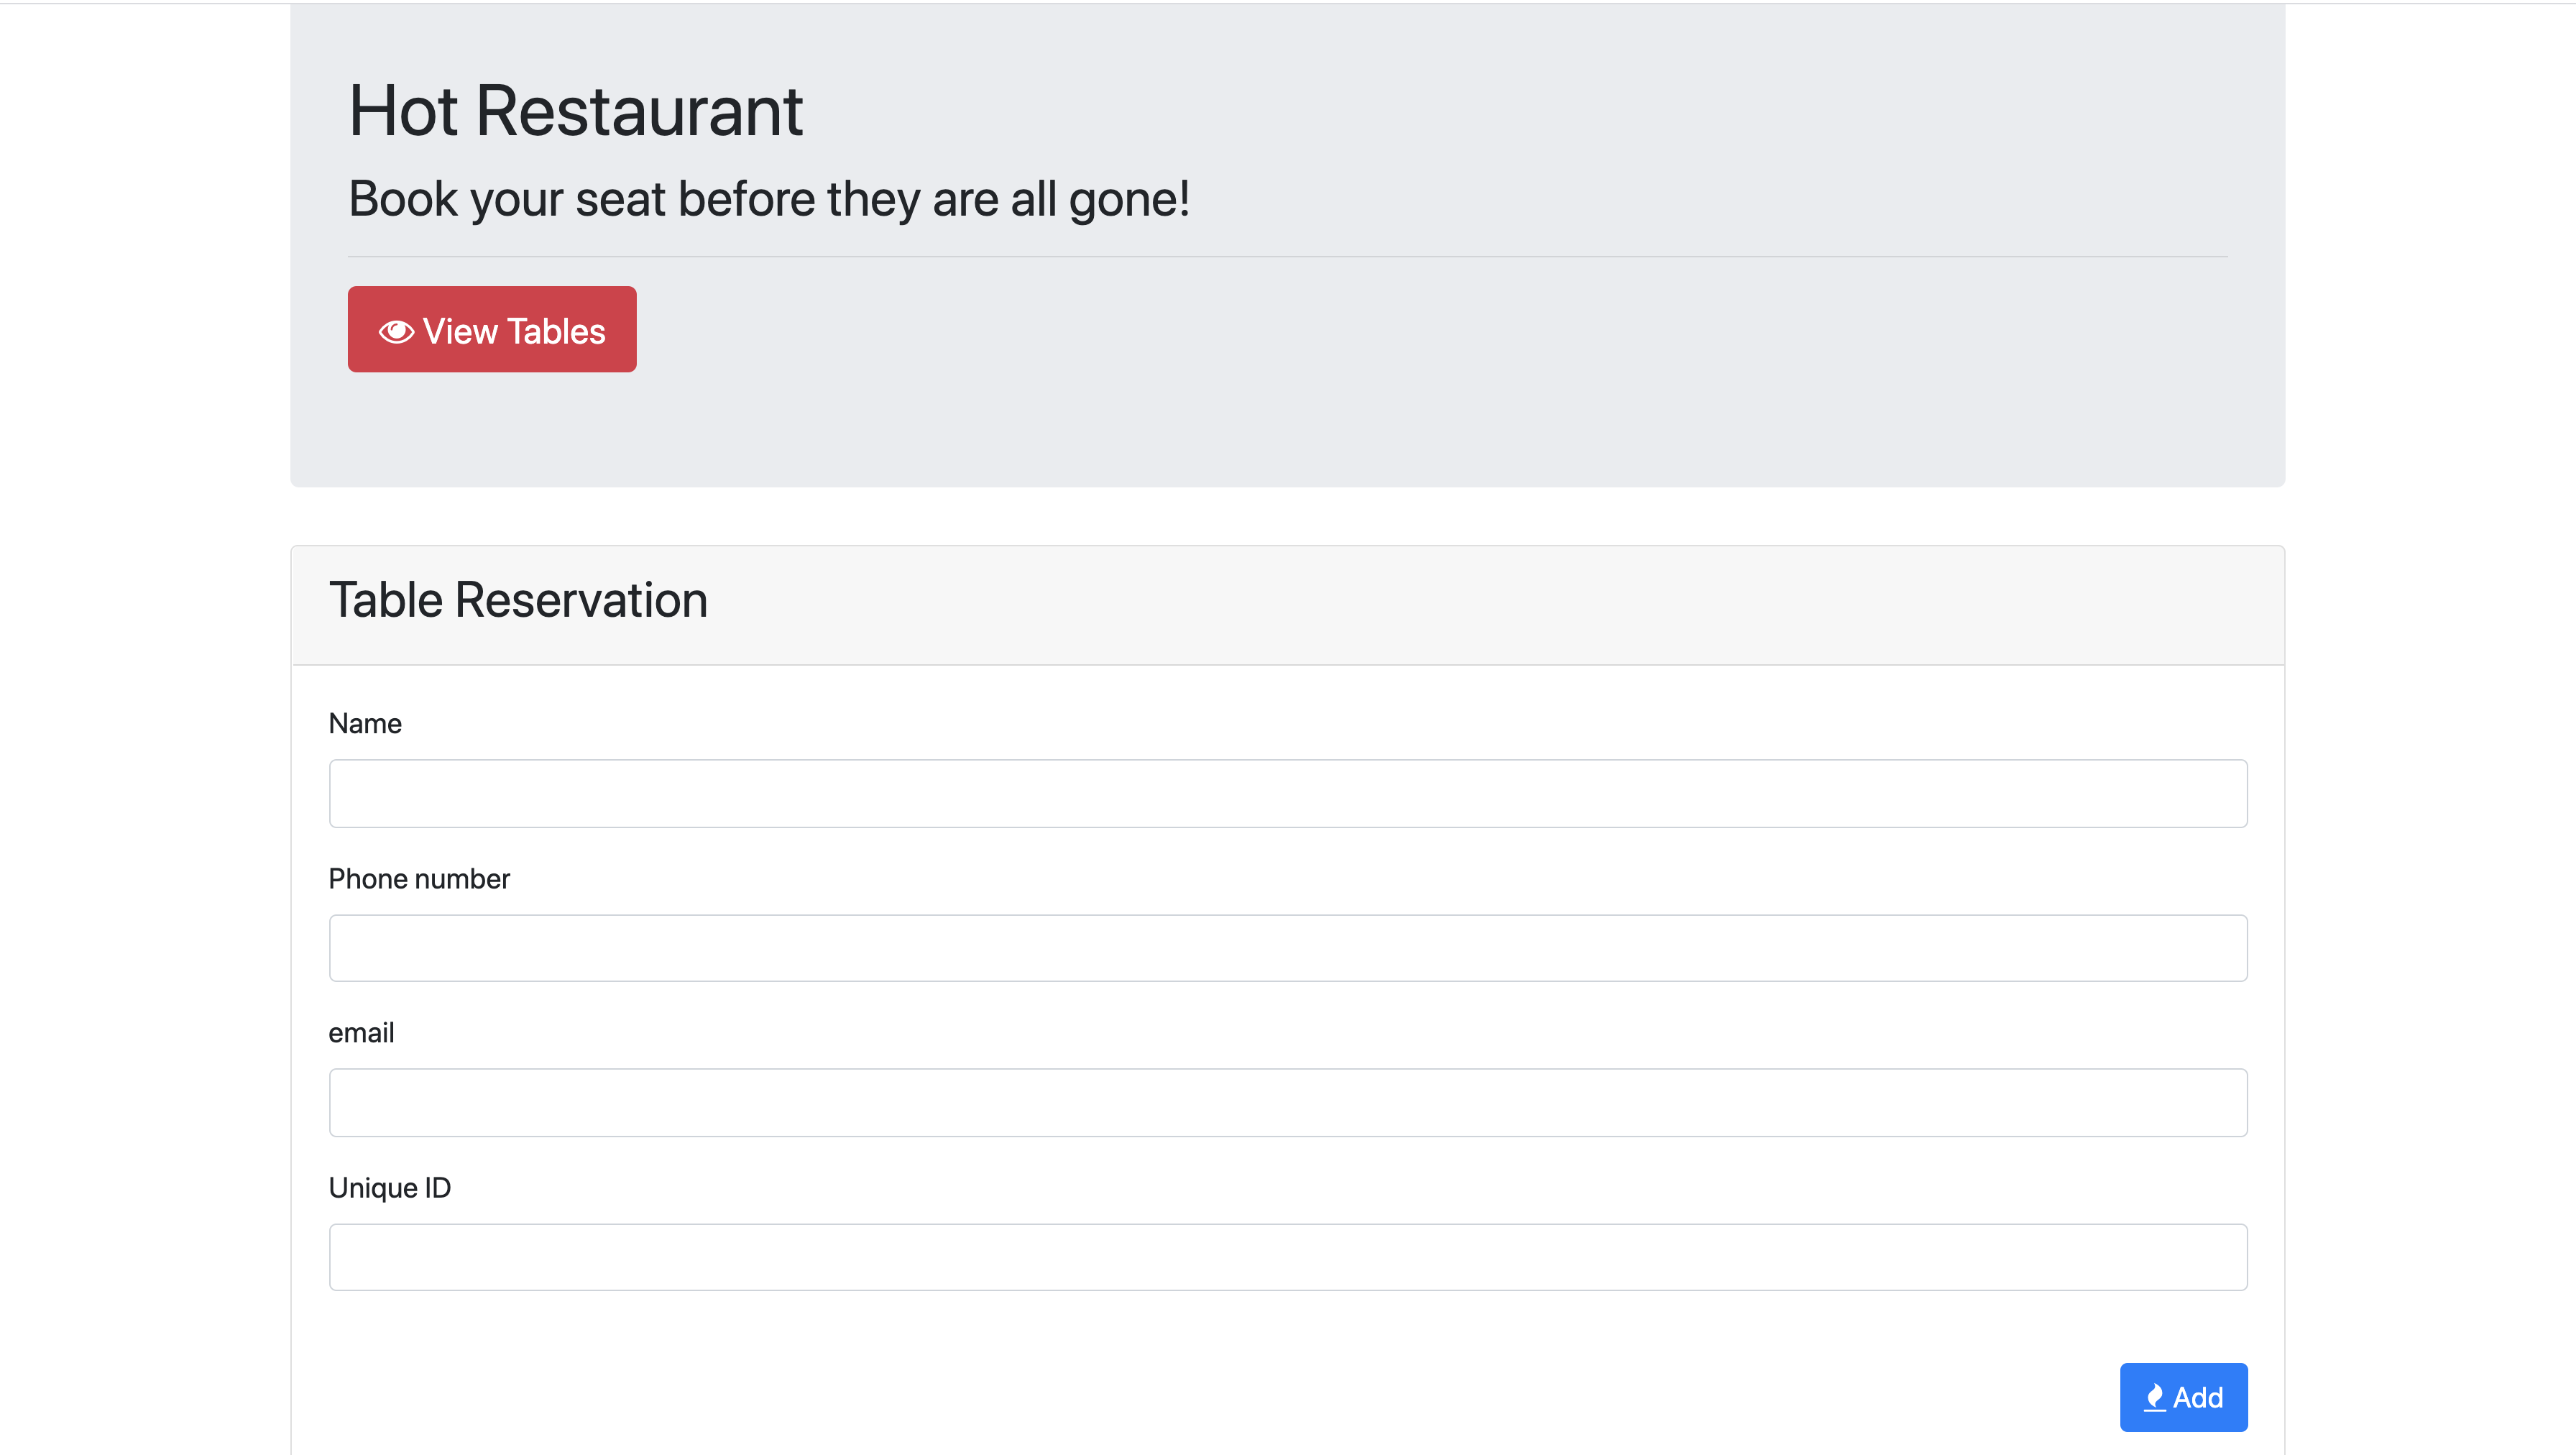 Hot Restaurant
Book your seat before they are all gone!
View Tables
Table Reservation
Name
Phone number
email
Unique ID
Add